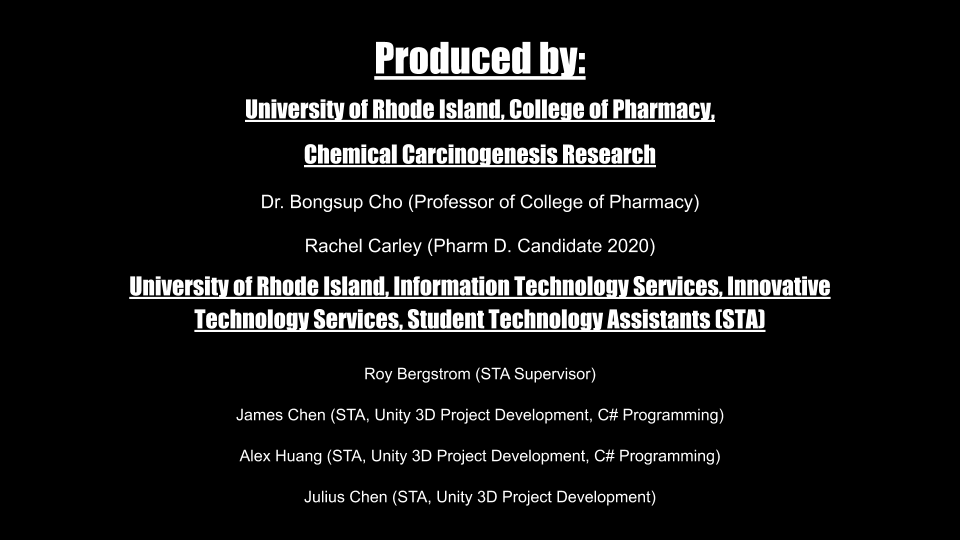 Produced by:
University of Rhode Island, College of Pharmacy,
Chemical Carcinogenesis Research
Dr. Bongsup Cho (Professor of College of Pharmacy)
Rachel Carley (Pharm D. Candidate 2020)
University of Rhode Island, Information Technology Services, Innovative
Technology Services, Student Technology Assistants (STA)
Roy Bergstrom (STA Supervisor)
James Chen (STA, Unity 3D Project Development, C# Programming)
Alex Huang (STA, Unity 3D Project Development, C# Programming)
Julius Chen (STA, Unity 3D Project Development)